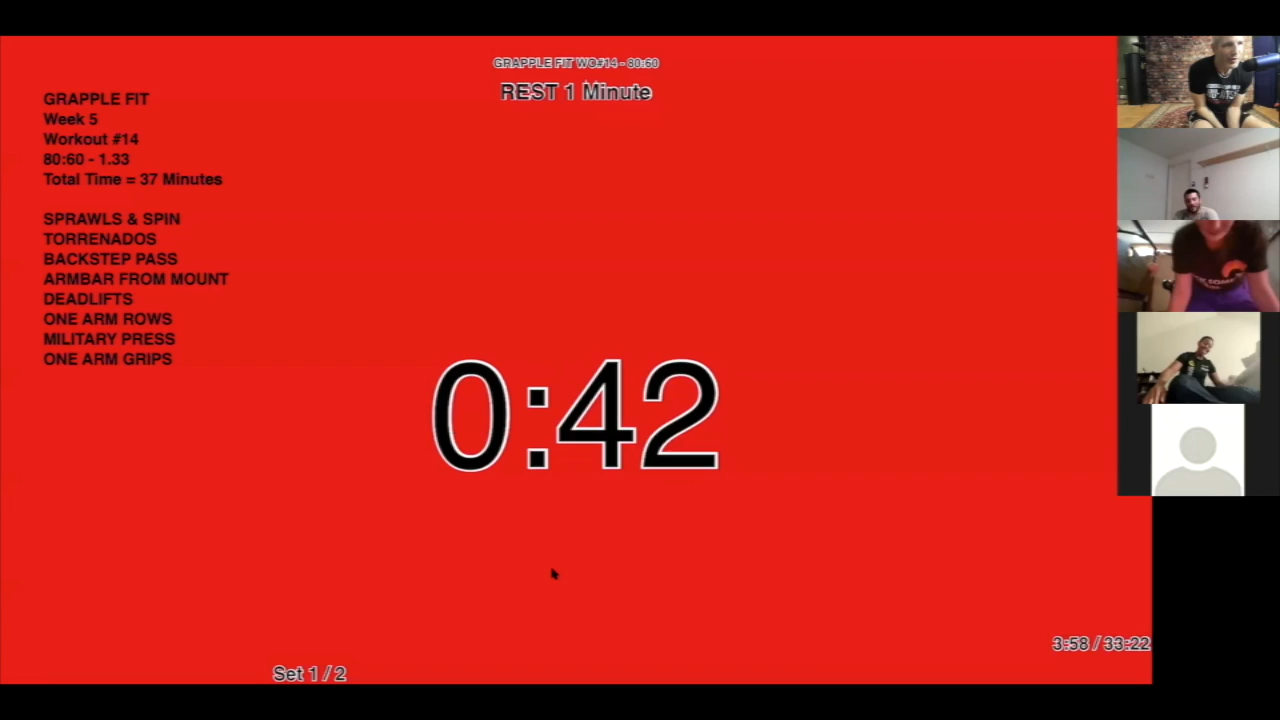 GRAPPLE FIT WO#14 - 80:60
REST 1 Minute
GRAPPLE FIT
Week 5
Workout #14
80:60 - 1.33
Total Time = 37 Minutes
SPRAWLS & SPIN
TORRENADOS
BACKSTEP PASS
ARMBAR FROM MOUNT
DEADLIFTS
ONE ARM ROWS
MILITARY PRESS
ONE ARM GRIPS
0:42
3:58 / 33:22
Set 1 / 2